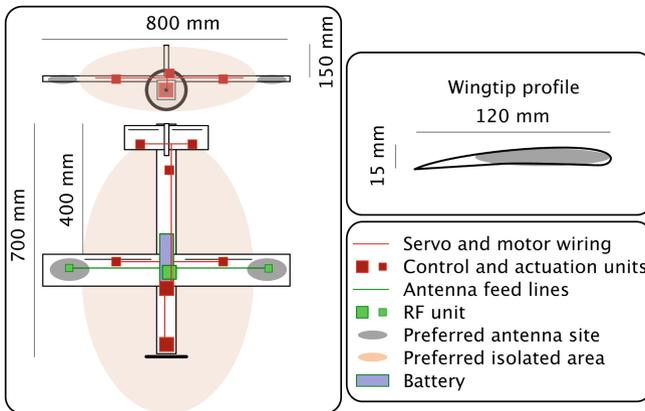 800 mm
150 mm
700 mm
400 mm
Wingtip profile
120 mm
15 mm
Servo and motor wiring
Control and actuation units
Antenna feed lines
RF unit
Preferred antenna site
Preferred isolated area
Battery